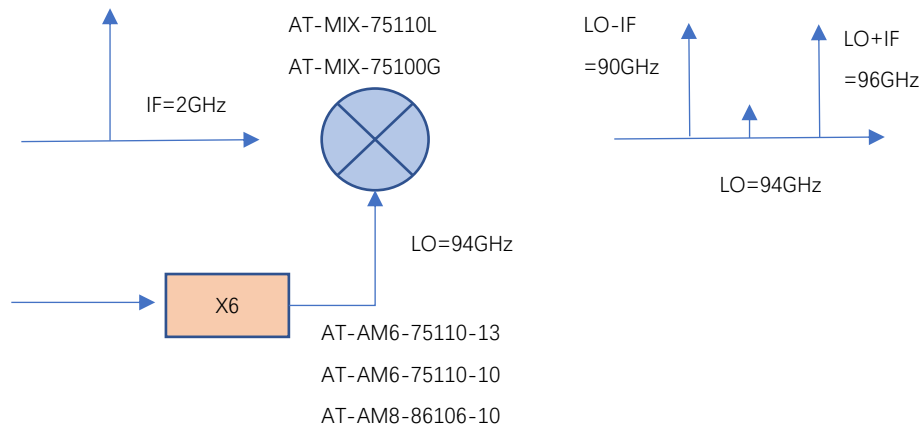 AT-MIX-75110L
AT-MIX-75100G
IF=2GHz
LO-IF
=90GHz
LO+IF
=96GHz
LO=94GHz
LO=94GHz
X6
AT-AM6-75110-13
AT-AM6-75110-10
AT-AM8-86106-10